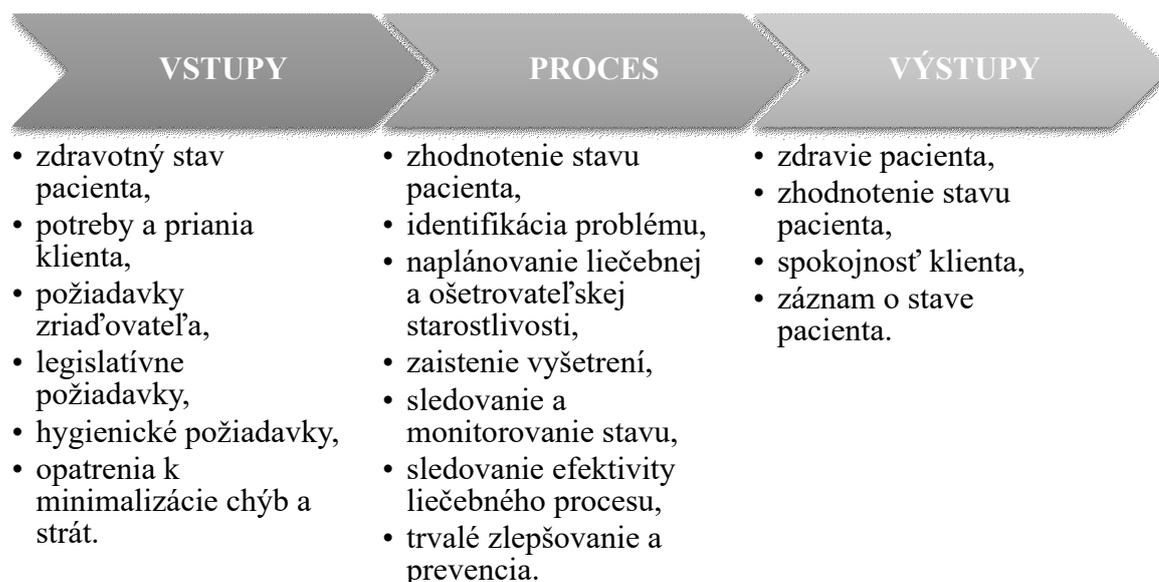 VSTUPY
• zdravotný stav
pacienta,
• potreby a priania
klienta,
• požiadavky
zriaďovateľa,
• legislatívne
požiadavky,
• hygienické požiadavky,
• opatrenia k
minimalizácie chýb a
strát.
PROCES
• zhodnotenie stavu
pacienta,
• identifikácia problému,
• naplánovanie liečebnej
a ošetrovateľskej
starostlivosti,
• zaistenie vyšetrení,
• sledovanie a
monitorovanie stavu,
• sledovanie efektivity
liečebného procesu,
• trvalé zlepšovanie a
prevencia.
VÝSTUPY
• zdravie pacienta,
• zhodnotenie stavu
pacienta,
• spokojnosť klienta,
• záznam o stave
pacienta.